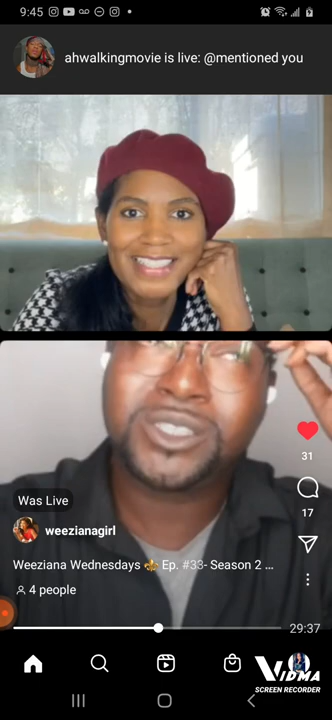 9:45
ahwalkingmovie is live: @mentioned you
31
17
Was Live
weezianagirl
Weeziana Wednesdays ⚜ Ep. #33- Season 2 ...
4 people
29:37
VIDMA
SCREEN RECORDER